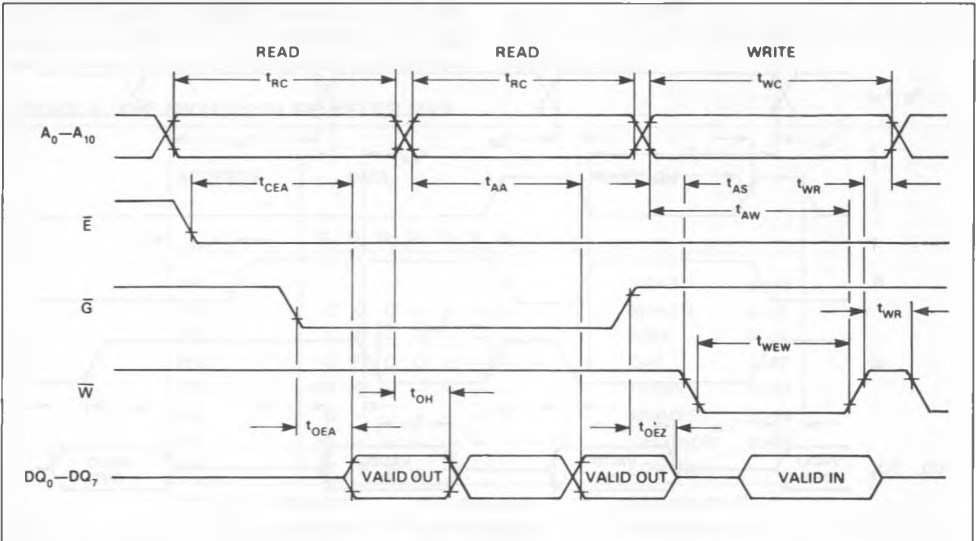 READ READ WRITE
tRC tRC tWC
A0—A10
tCEA tAA tAS tWR
tAW
E
G
tWR
tWEW
W
tOH
tOEA tOEZ
DQ0—DQ7 VALID OUT VALID OUT VALID IN